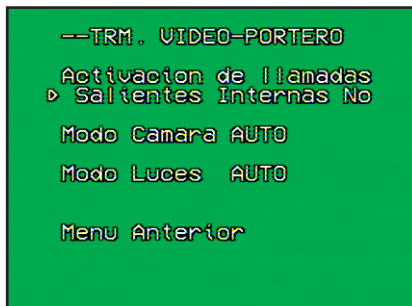 --TRM. VIDEO-PORTERO
Activacion de llamadas
▷ Salientes Internas No
Modo Camara AUTO
Modo Luces AUTO
Menu Anterior